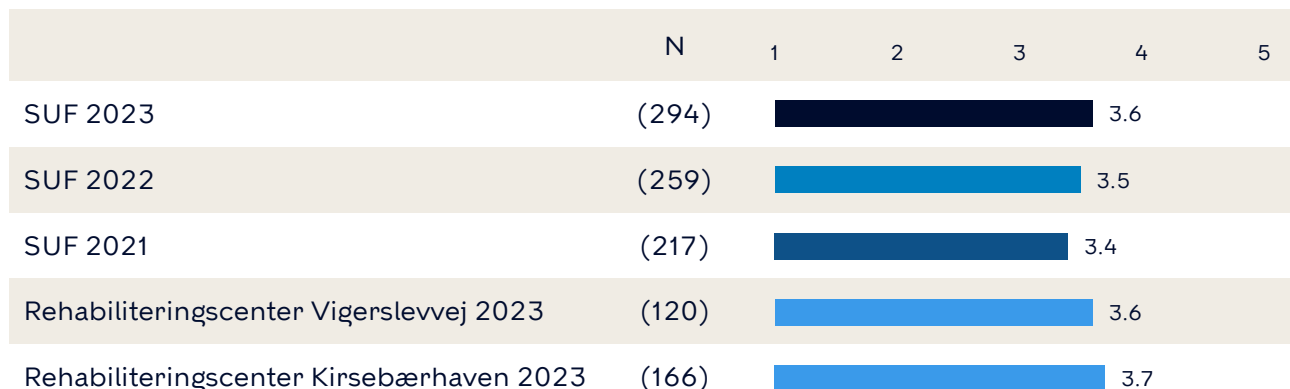 N 1 2 3 4 5
SUF 2023 (294) 3.6
SUF 2022 (259) 3.5
SUF 2021 (217) 3.4
Rehabiliteringscenter Vigerslevvej 2023 (120) 3.6
Rehabiliteringscenter Kirsebærhaven 2023 (166) 3.7